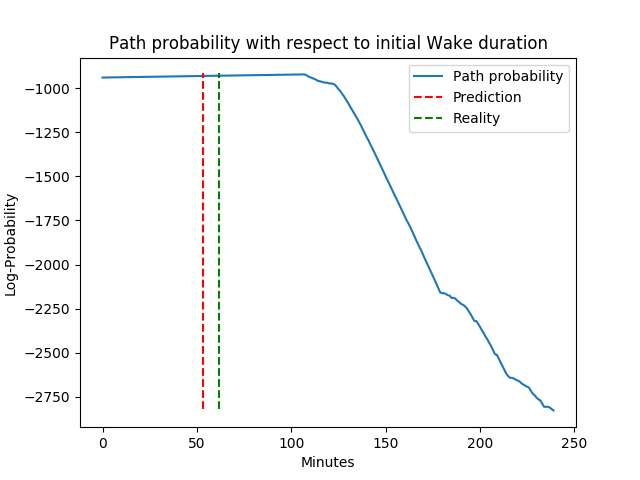 Path probability with respect to initial Wake duration
Path probability
Prediction
Reality
Log-Probability
−1000
−1250
−1500
−1750
−2000
−2250
−2500
−2750
0 50 100 150 200 250
Minutes